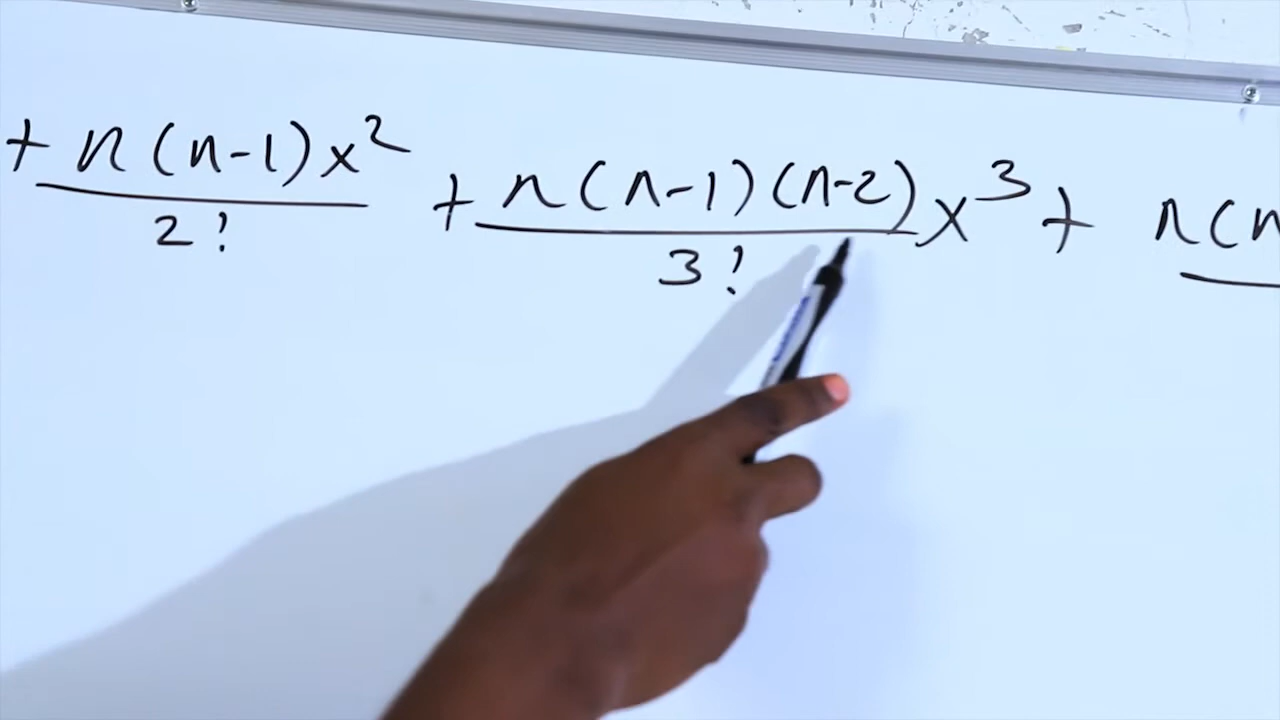 + n(n-1)x² + n(n-1)(n-2)x³ + n(n
2! 3!